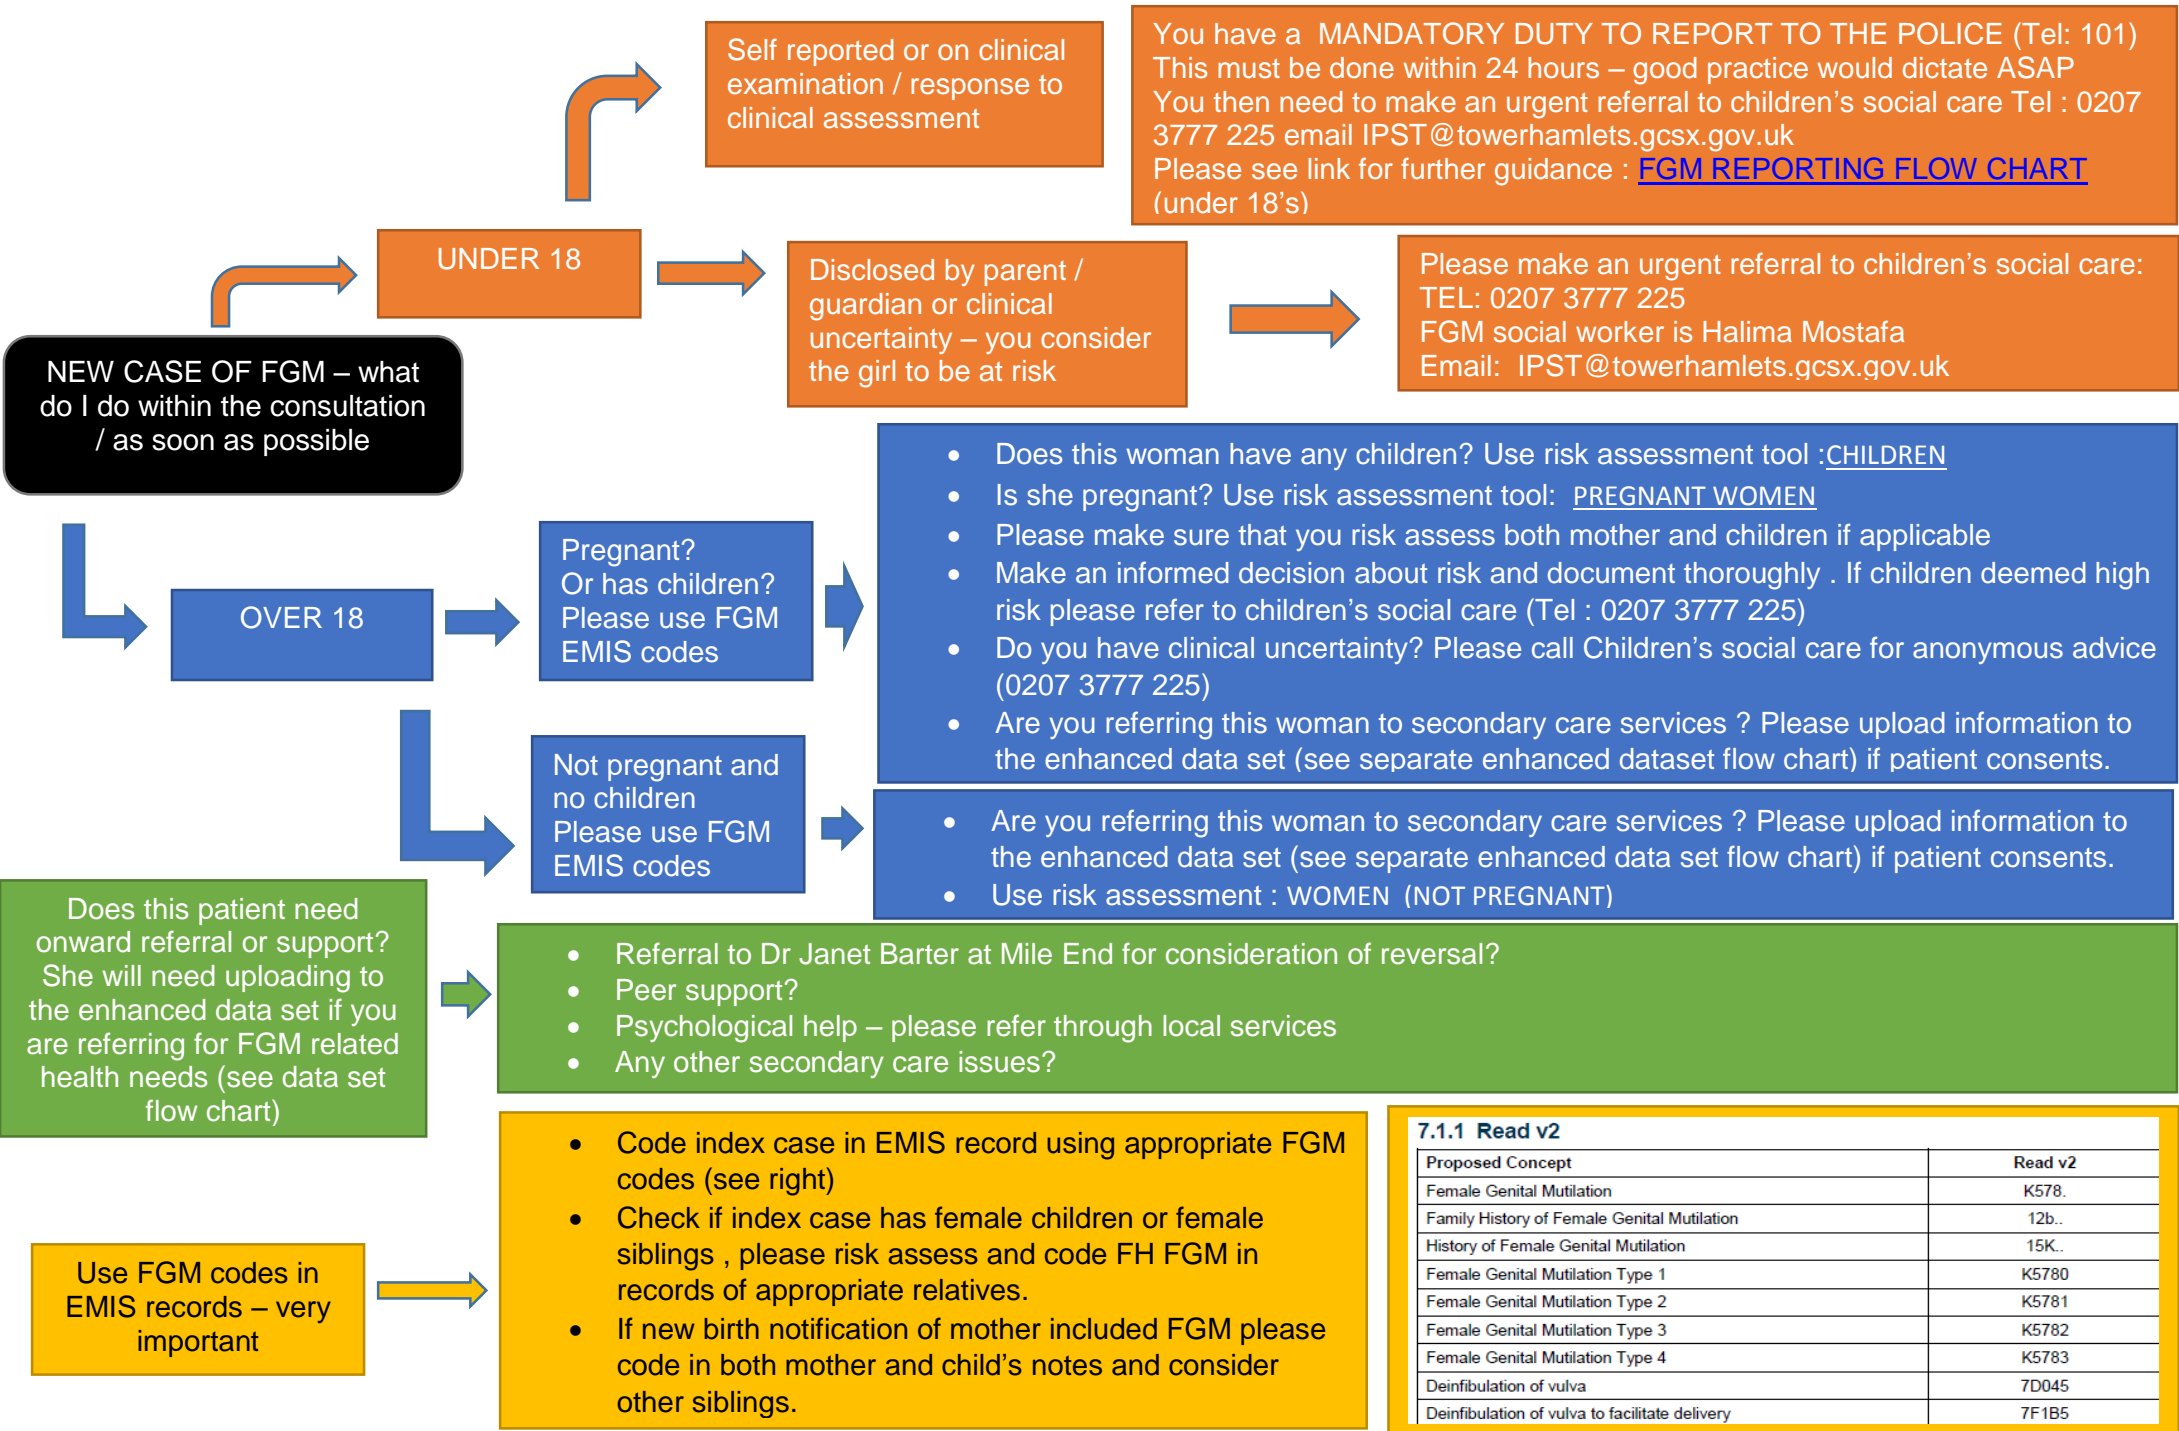 Self reported or on clinical
examination / response to
clinical assessment
You have a  MANDATORY DUTY TO REPORT TO THE POLICE (Tel: 101)
This must be done within 24 hours – good practice would dictate ASAP
You then need to make an urgent referral to children's social care Tel : 0207
3777 225 email IPST@towerhamlets.gcsx.gov.uk
Please see link for further guidance : FGM REPORTING FLOW CHART
(under 18's)
UNDER 18
Disclosed by parent /
guardian or clinical
uncertainty – you consider
the girl to be at risk
Please make an urgent referral to children's social care:
TEL: 0207 3777 225
FGM social worker is Halima Mostafa
Email:  IPST@towerhamlets.gcsx.gov.uk
NEW CASE OF FGM – what
do I do within the consultation
/ as soon as possible
OVER 18
Pregnant?
Or has children?
Please use FGM
EMIS codes
• Does this woman have any children? Use risk assessment tool :CHILDREN
• Is she pregnant? Use risk assessment tool:  PREGNANT WOMEN
• Please make sure that you risk assess both mother and children if applicable
• Make an informed decision about risk and document thoroughly . If children deemed high
risk please refer to children's social care (Tel : 0207 3777 225)
• Do you have clinical uncertainty? Please call Children's social care for anonymous advice
(0207 3777 225)
• Are you referring this woman to secondary care services ? Please upload information to
the enhanced data set (see separate enhanced dataset flow chart) if patient consents.
Not pregnant and
no children
Please use FGM
EMIS codes
• Are you referring this woman to secondary care services ? Please upload information to
the enhanced data set (see separate enhanced data set flow chart) if patient consents.
• Use risk assessment : WOMEN  (NOT PREGNANT)
Does this patient need
onward referral or support?
She will need uploading to
the enhanced data set if you
are referring for FGM related
health needs (see data set
flow chart)
• Referral to Dr Janet Barter at Mile End for consideration of reversal?
• Peer support?
• Psychological help – please refer through local services
• Any other secondary care issues?
Use FGM codes in
EMIS records – very
important
• Code index case in EMIS record using appropriate FGM
codes (see right)
• Check if index case has female children or female
siblings , please risk assess and code FH FGM in
records of appropriate relatives.
• If new birth notification of mother included FGM please
code in both mother and child's notes and consider
other siblings.
7.1.1 Read v2
Proposed Concept Read v2
Female Genital Mutilation K578.
Family History of Female Genital Mutilation 12b..
History of Female Genital Mutilation 15K..
Female Genital Mutilation Type 1 K5780
Female Genital Mutilation Type 2 K5781
Female Genital Mutilation Type 3 K5782
Female Genital Mutilation Type 4 K5783
Deinfibulation of vulva 7D045
Deinfibulation of vulva to facilitate delivery 7F1B5